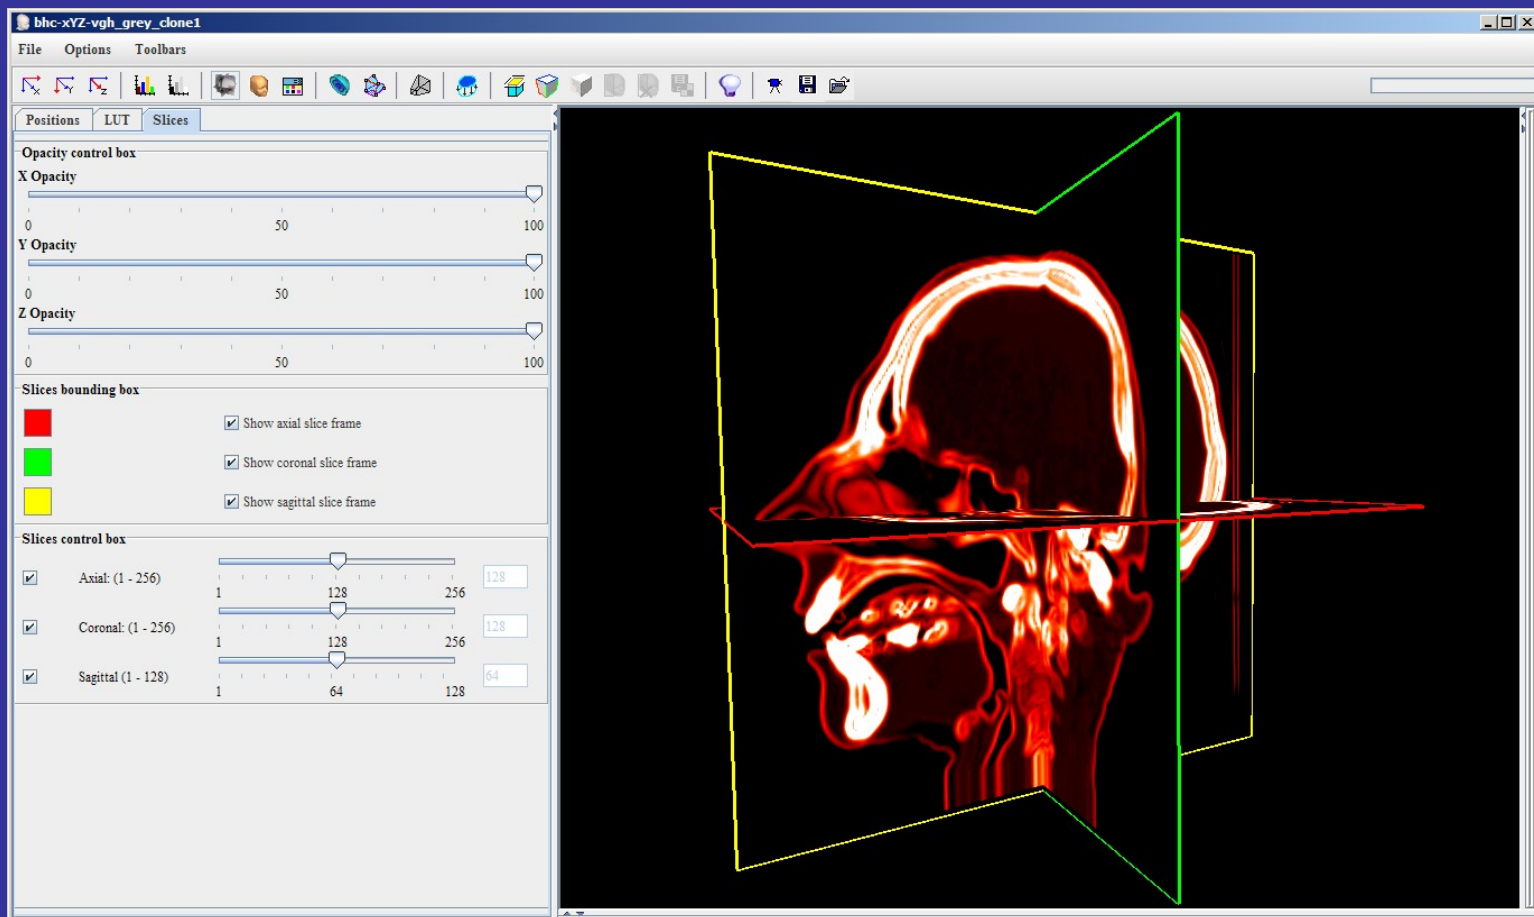 bhc-xYZ-vgh_grey_clone1
File Options Toolbars
X Y Z
Positions LUT Slices
Opacity control box
X Opacity
0 50 100
Y Opacity
0 50 100
Z Opacity
0 50 100
Slices bounding box
Show axial slice frame
Show coronal slice frame
Show sagittal slice frame
Slices control box
Axial: (1 - 256) 128
1 128 256
Coronal: (1 - 256) 128
1 128 256
Sagittal (1 - 128) 64
1 64 128